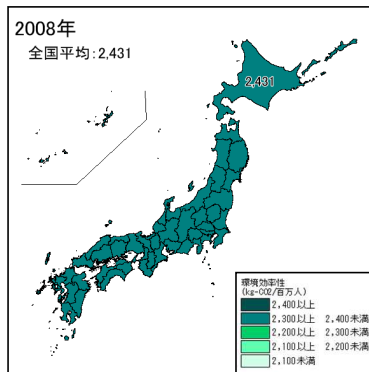 2008年
全国平均:2,431
2,431
環境効率性
(kg-CO2/百万人)
2,400以上
2,300以上 2,400未満
2,200以上 2,300未満
2,100以上 2,200未満
2,100未満